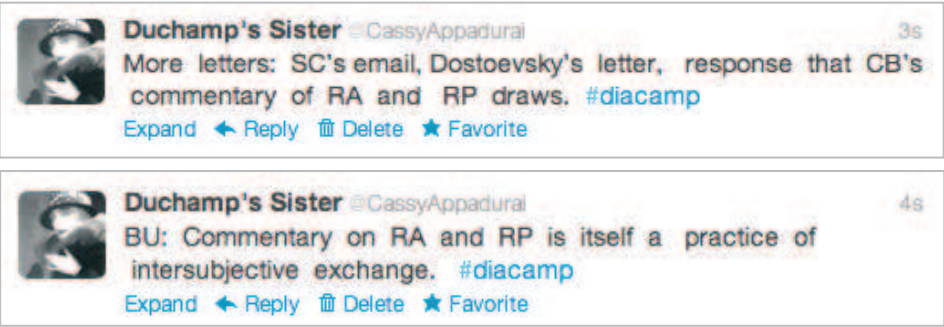 Duchamp's Sister @CassyAppadurai 3s
More letters: SC's email, Dostoevsky's letter, response that CB's
commentary of RA and RP draws. #diacamp
Expand Reply Delete Favorite
Duchamp's Sister @CassyAppadurai 4s
BU: Commentary on RA and RP is itself a practice of
intersubjective exchange. #diacamp
Expand Reply Delete Favorite